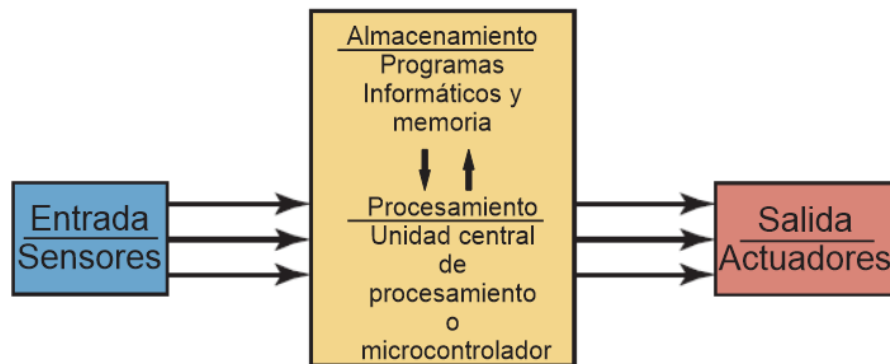 Entrada
Sensores
Almacenamiento
Programas
Informáticos y
memoria
Procesamiento
Unidad central
de
procesamiento
o
microcontrolador
Salida
Actuadores